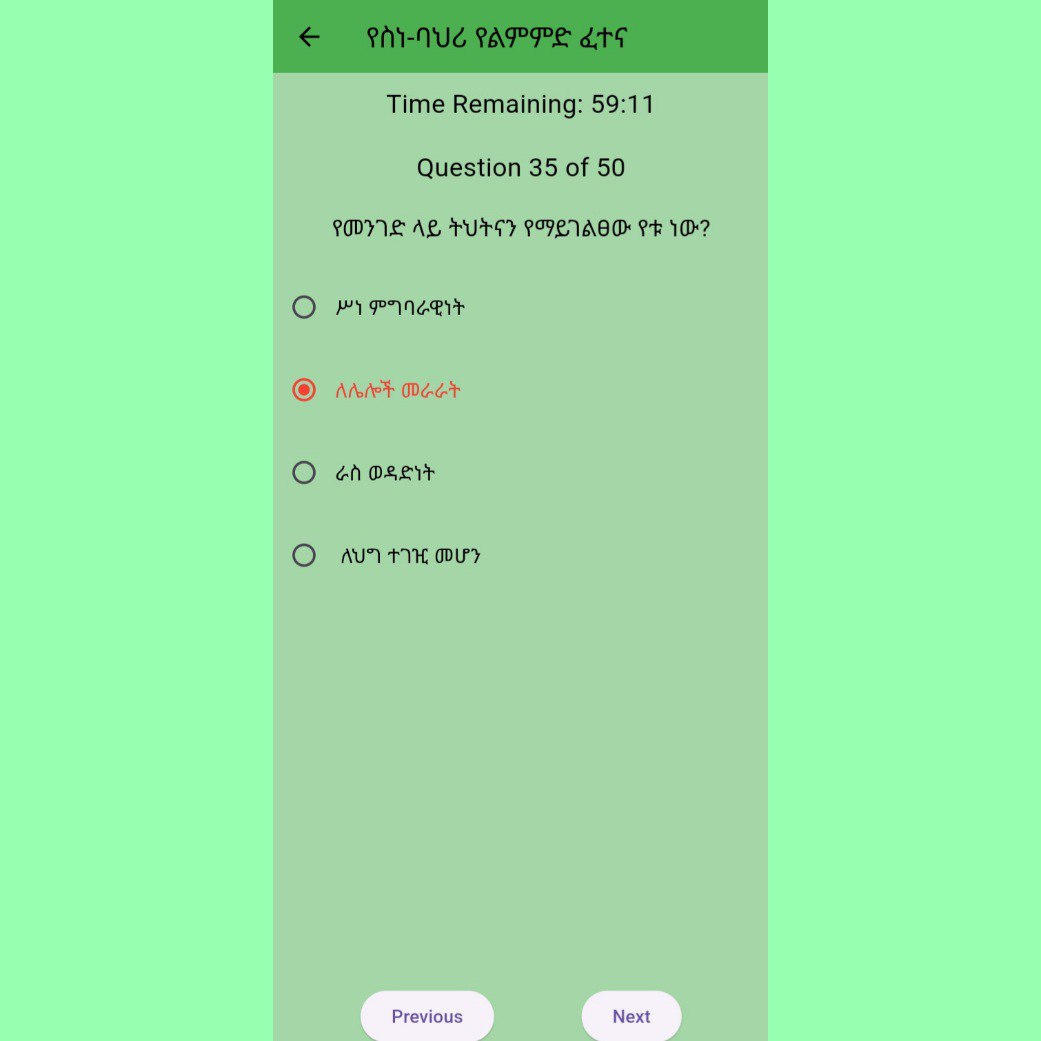 የስነ-ባህሪ የልምምድ ፈተና
Time Remaining: 59:11
Question 35 of 50
የመንገድ ላይ ትህትናን የማይገልፀው የቱ ነው?
ሥነ ምግባራዊነት
ለሌሎች መራራት
ራስ ወዳድነት
ለህግ ተገዢ መሆን
Previous
Next